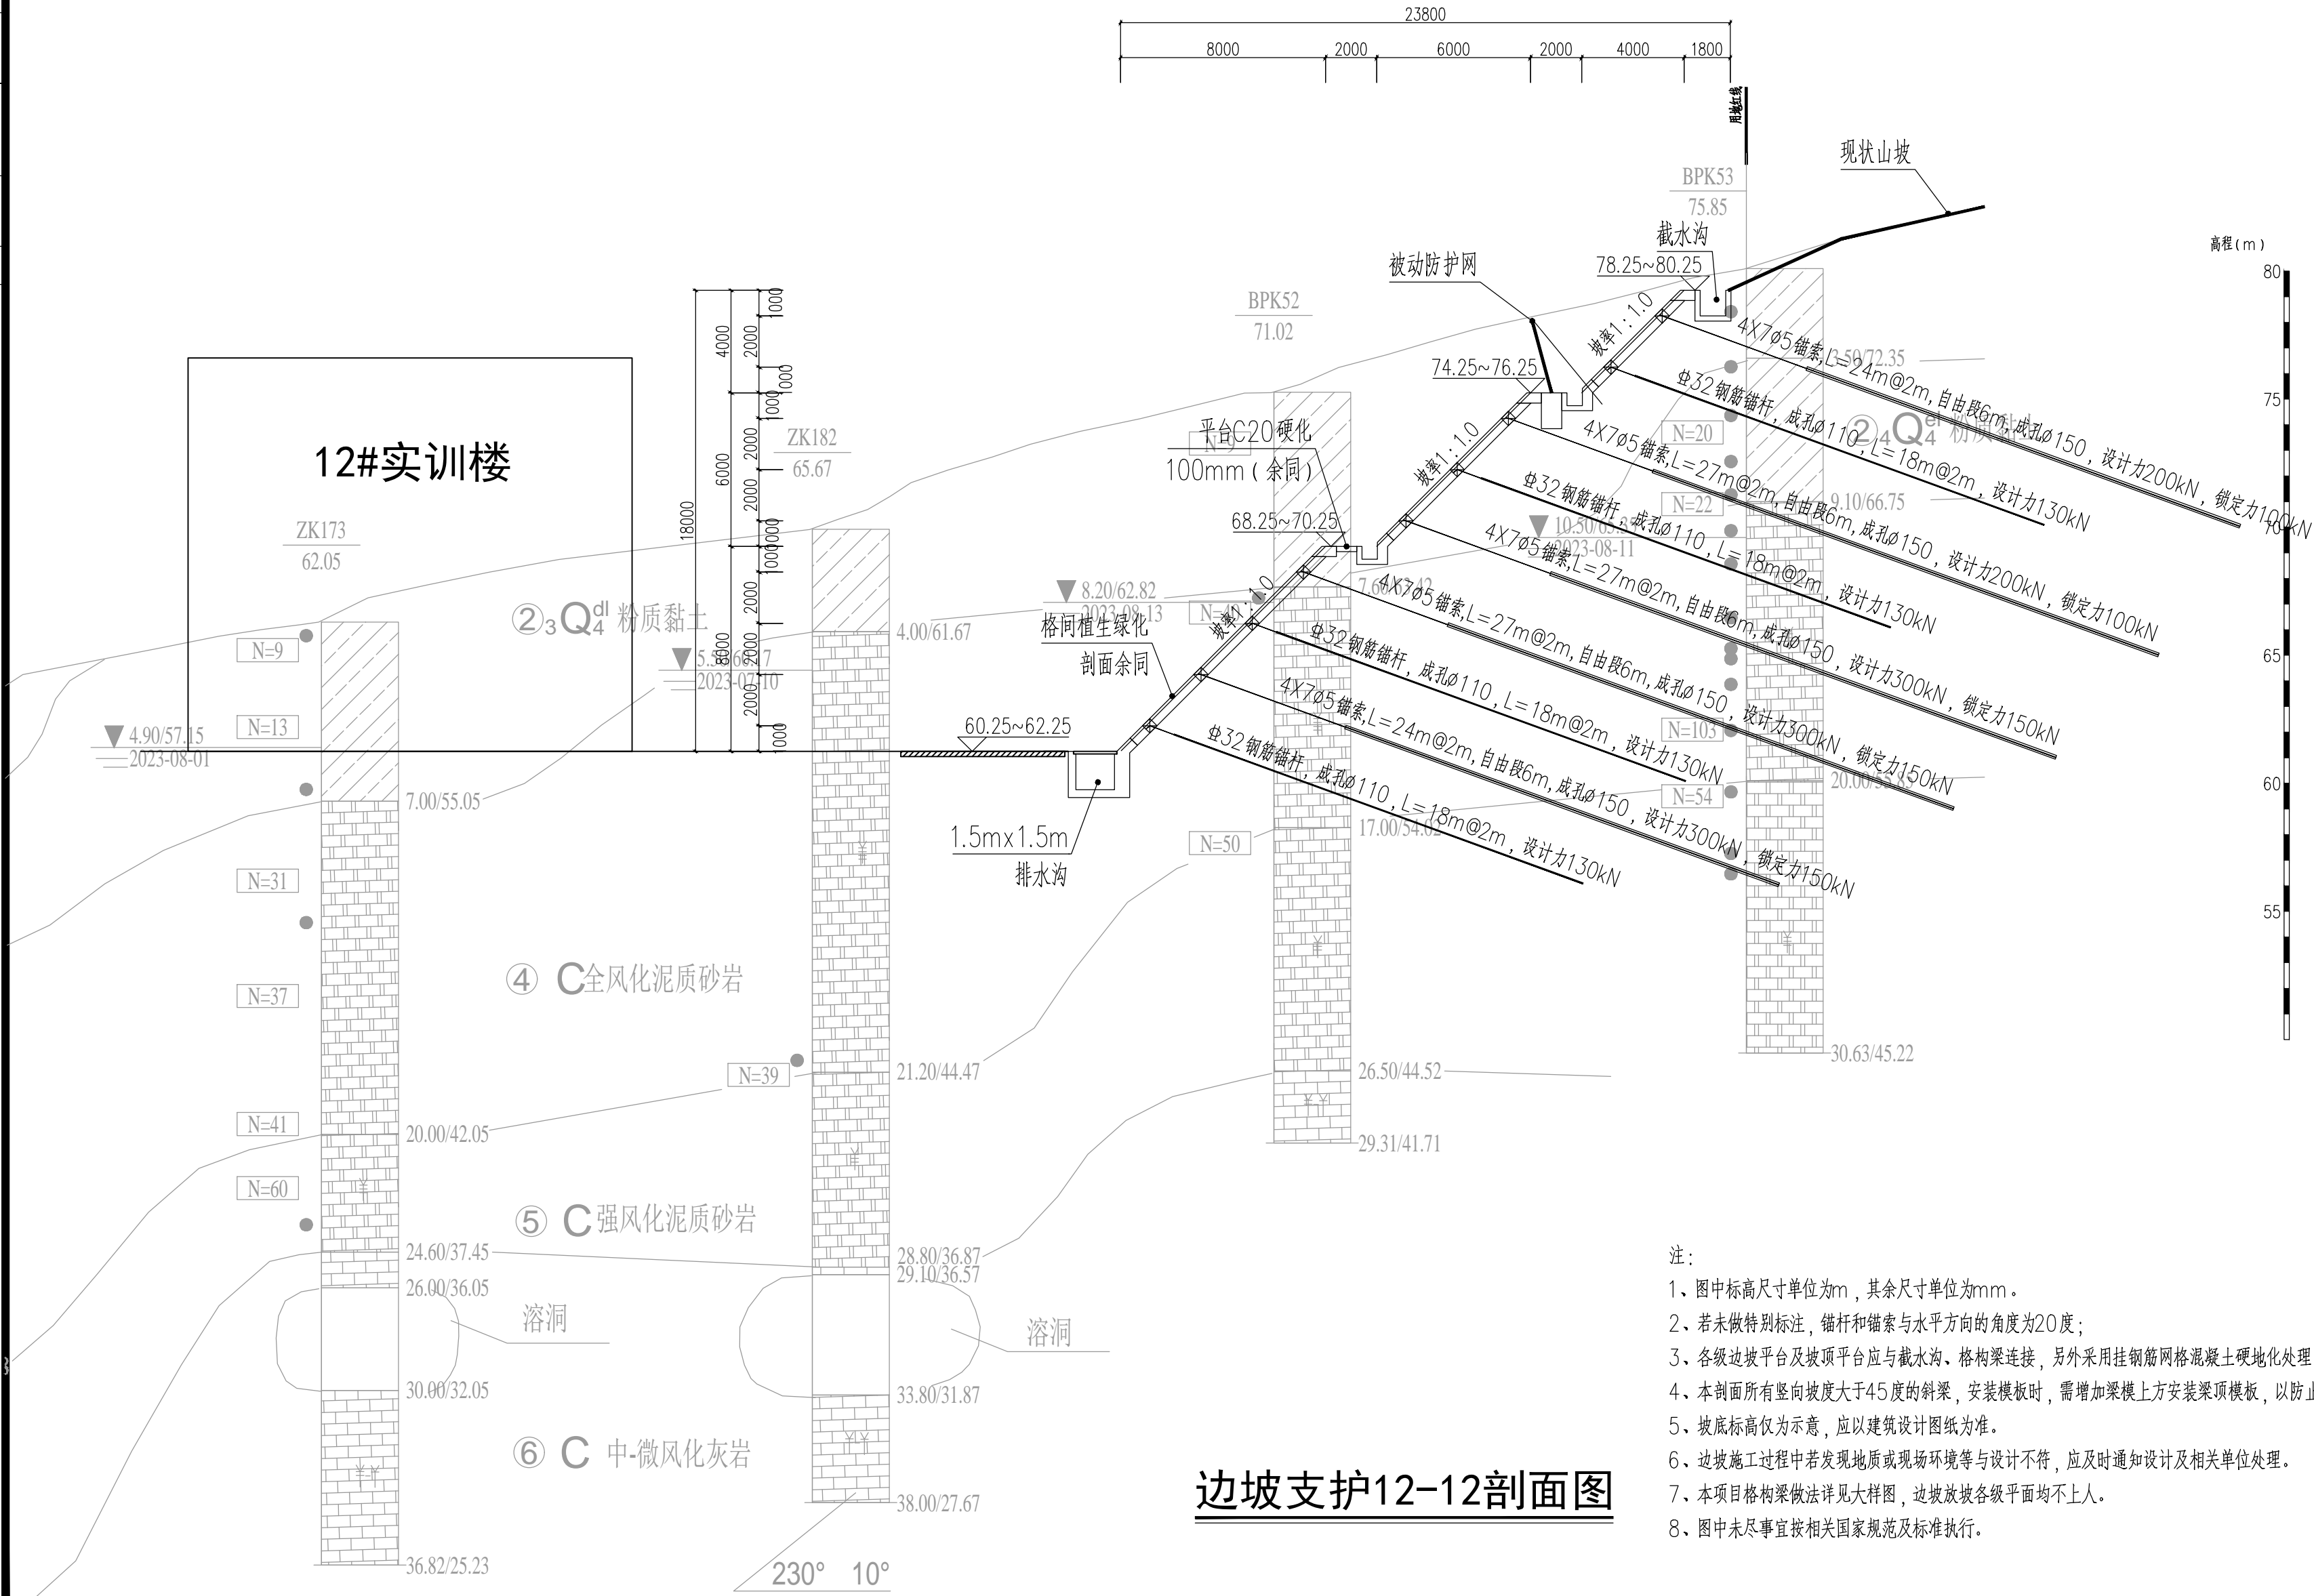 23800
8000
2000
6000
2000
4000
1800
用地红线
现状山坡
BPK53
75.85
截水沟
高程(m)
被动防护网
78.25~80.25
80
BPK52
71.02
1000
4000
2000
坡率1:1.0
4X7ø5锚索,L=24m@2m,自由段6m,成孔ø150,设计力200kN,锁定力100kN
3.50/72.35
74.25~76.25
Φ32钢筋锚杆,成孔ø110,L=18m@2m,设计力130kN
1000
75
1000
平台C20硬化
100mm(余同)
N=20
②₄Q₄ᵉˡ 粉质黏土
4X7ø5锚索,L=27m@2m,自由段6m,成孔ø150,设计力200kN,锁定力100kN
坡率1:1.0
12#实训楼
ZK182
65.67
2000
6000
2000
Φ32钢筋锚杆,成孔ø110,L=18m@2m,设计力130kN
N=22
9.10/66.75
ZK173
62.05
18000
68.25~70.25
2023-08-11
70
1000
4X7ø5锚索,L=27m@2m,自由段6m,成孔ø150,设计力300kN,锁定力150kN
8.20/62.82
2023-08-13
4X7ø5锚索,L=27m@2m,自由段6m,成孔ø150,设计力300kN,锁定力150kN
坡率1:1.0
②₃Q₄ᵈˡ 粉质黏土
2000
4.00/61.67
格间植生绿化
剖面余同
Φ32钢筋锚杆,成孔ø110,L=18m@2m,设计力130kN
N=9
8000
2000
65
2023-07-10
2000
4X7ø5锚索,L=24m@2m,自由段6m,成孔ø150,设计力300kN,锁定力150kN
N=13
4.90/57.15
2023-08-01
1000
60.25~62.25
N=103
Φ32钢筋锚杆,成孔ø110,L=18m@2m,设计力130kN
60
20.00/55.85
N=54
7.00/55.05
1.5mx1.5m
排水沟
N=50
17.00/54.02
N=31
55
④ C全风化泥质砂岩
N=37
30.63/45.22
N=39
21.20/44.47
26.50/44.52
N=41
20.00/42.05
29.31/41.71
N=60
⑤ C强风化泥质砂岩
24.60/37.45
28.80/36.87
29.10/36.57
26.00/36.05
溶洞
溶洞
30.00/32.05
33.80/31.87
⑥ C 中-微风化灰岩
38.00/27.67
36.82/25.23
230° 10°
边坡支护12-12剖面图
注:
1、图中标高尺寸单位为m,其余尺寸单位为mm。
2、若未做特别标注,锚杆和锚索与水平方向的角度为20度;
3、各级边坡平台及坡顶平台应与截水沟、格构梁连接,另外采用挂钢筋网格混凝土硬地化处理
4、本剖面所有竖向坡度大于45度的斜梁,安装模板时,需增加梁模上方安装梁顶模板,以防止
5、坡底标高仅为示意,应以建筑设计图纸为准。
6、边坡施工过程中若发现地质或现场环境等与设计不符,应及时通知设计及相关单位处理。
7、本项目格构梁做法详见大样图,边坡放坡各级平面均不上人。
8、图中未尽事宜按相关国家规范及标准执行。